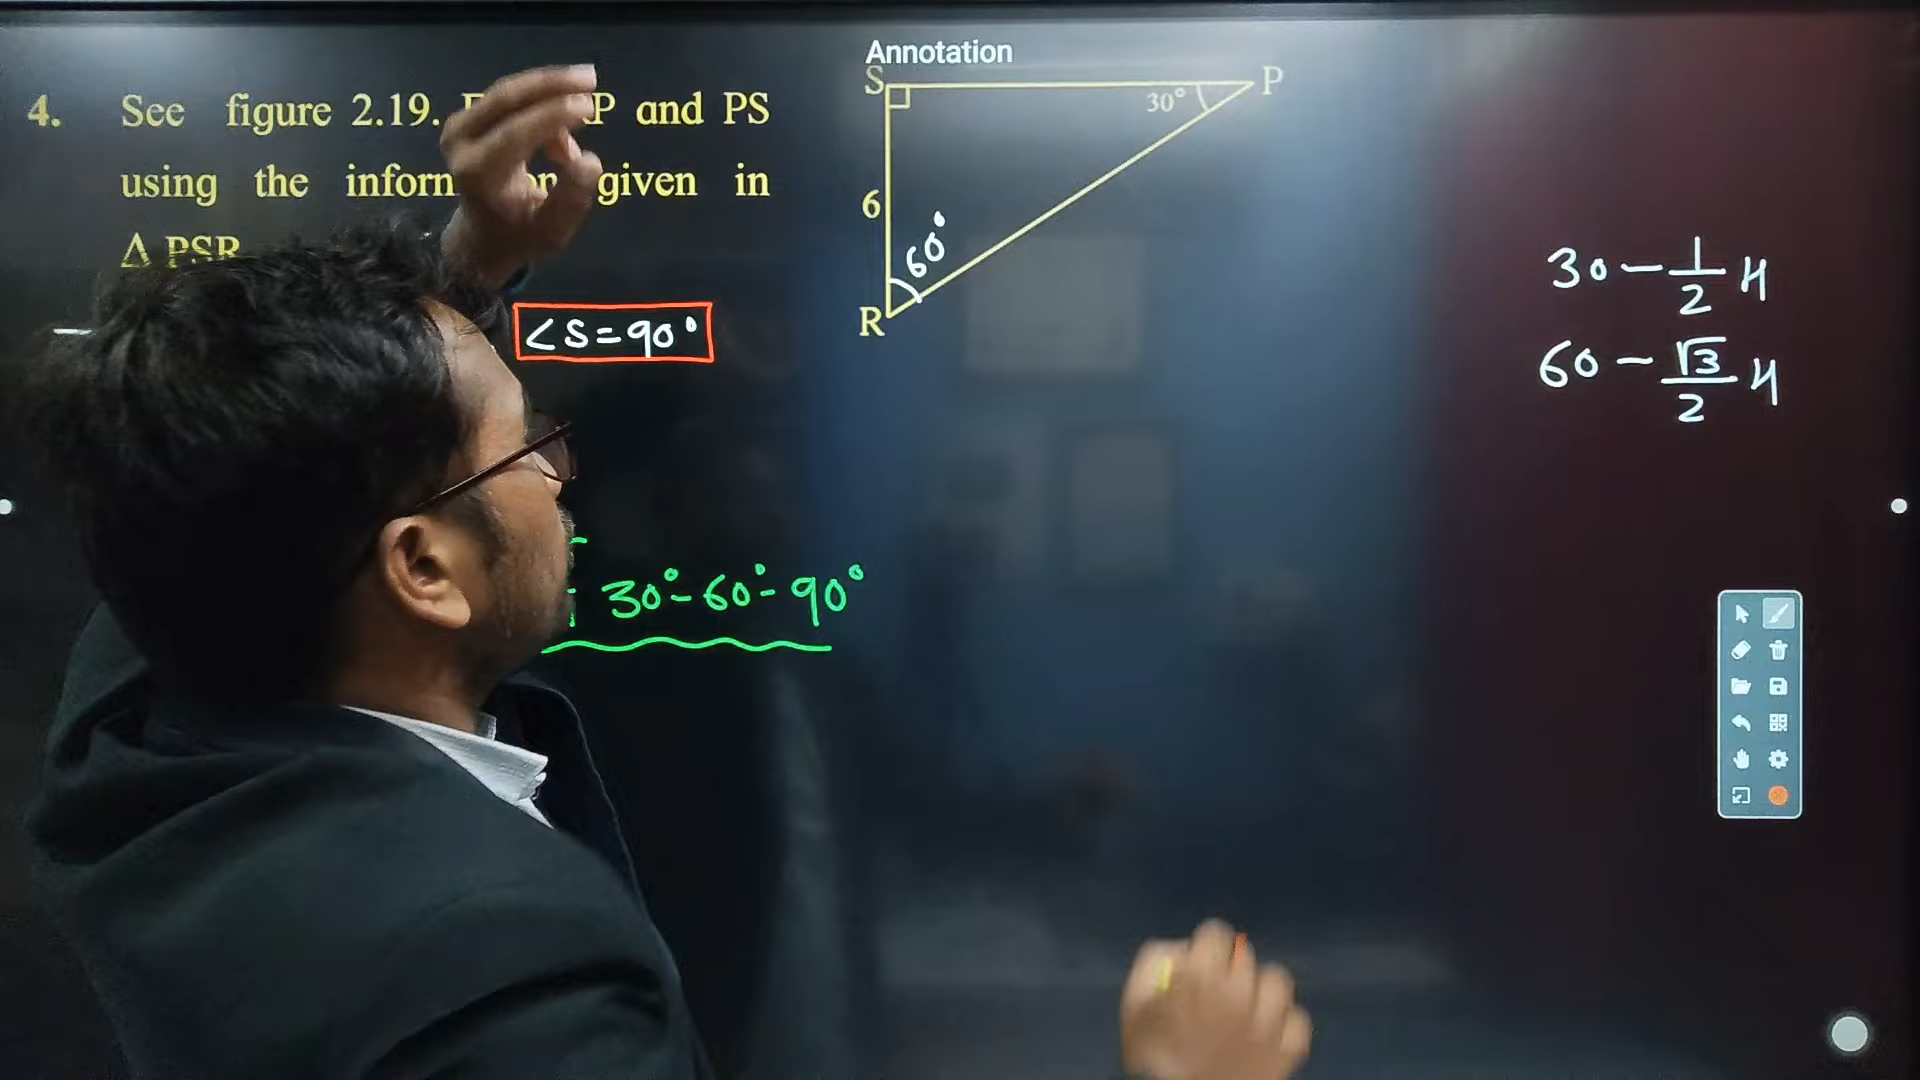 Annotation
4. See figure 2.19. RP and PS
using the given in
Δ PSR
S
P
30°
6
60°
R
∠S=90°
30°-60°-90°
30 - 1/2 H
60 - √3/2 H